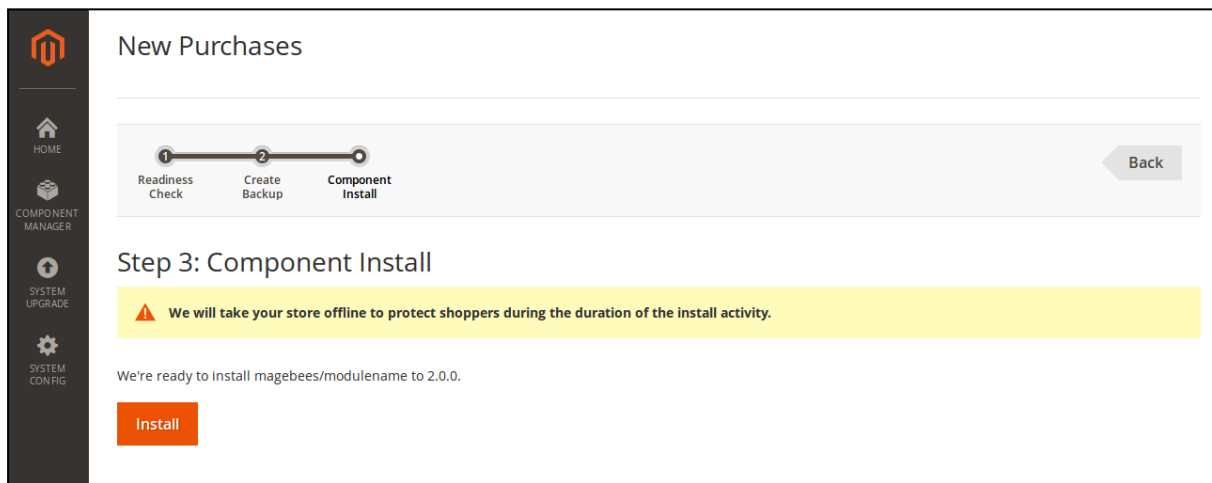 New Purchases
HOME
COMPONENT
MANAGER
SYSTEM
UPGRADE
SYSTEM
CONFIG
1
2
Readiness
Check
Create
Backup
Component
Install
Back
Step 3: Component Install
We will take your store offline to protect shoppers during the duration of the install activity.
We're ready to install magebees/modulename to 2.0.0.
Install